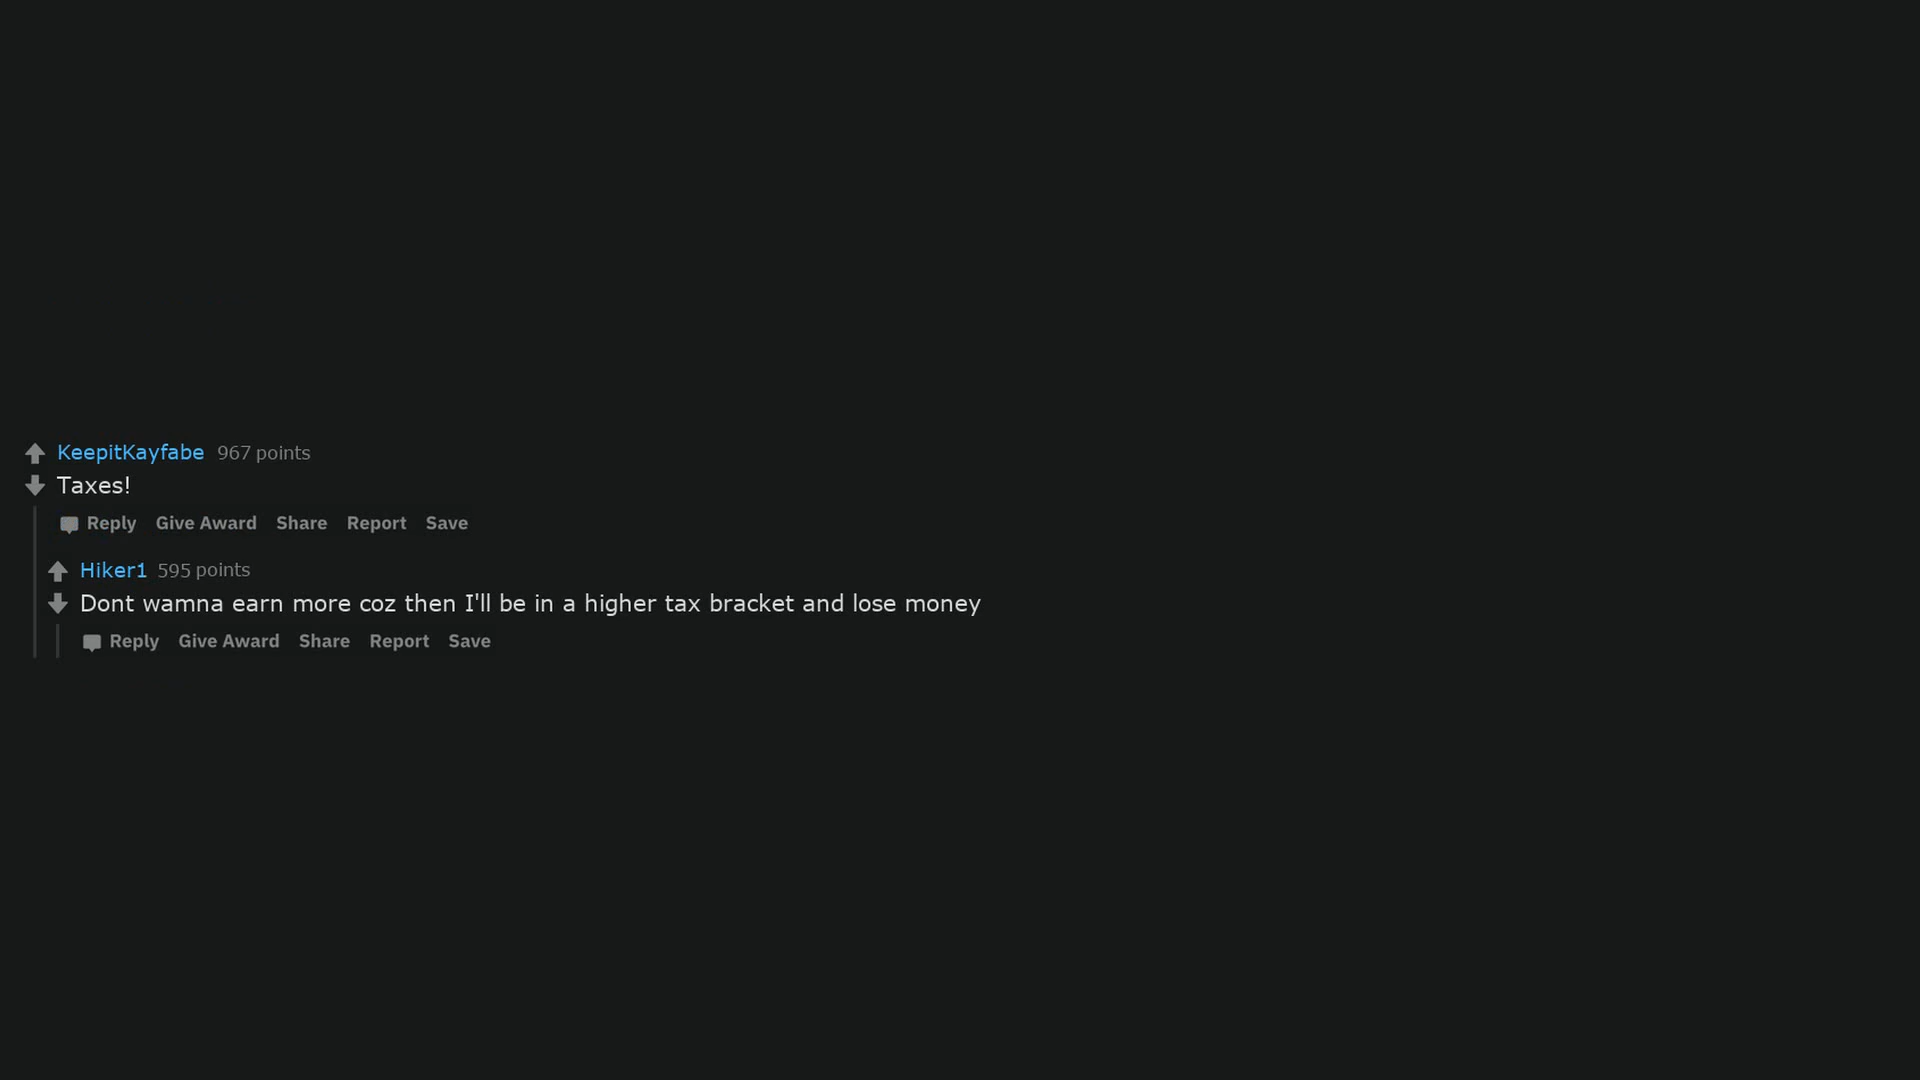 KeepitKayfabe 967 points
Taxes!
Reply Give Award Share Report Save
Hiker1 595 points
Dont wamna earn more coz then I'll be in a higher tax bracket and lose money
Reply Give Award Share Report Save